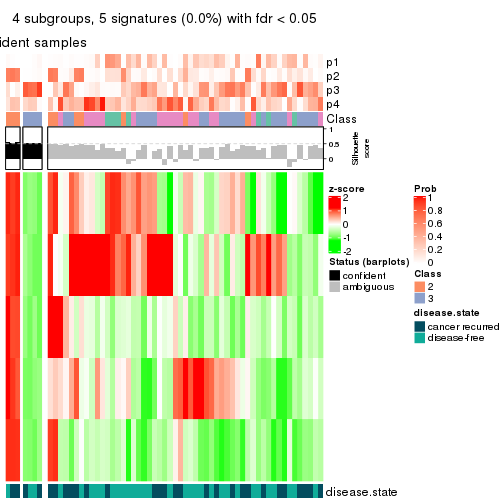 4 subgroups, 5 signatures (0.0%) with fdr < 0.05
ident samples
p1
p2
p3
p4
Class
1
0.5
0
Silhouette
score
z-score
2
1
0
-1
-2
Status (barplots)
confident
ambiguous
Prob
1
0.8
0.6
0.4
0.2
0
Class
2
3
disease.state
cancer recurred
disease-free
disease.state